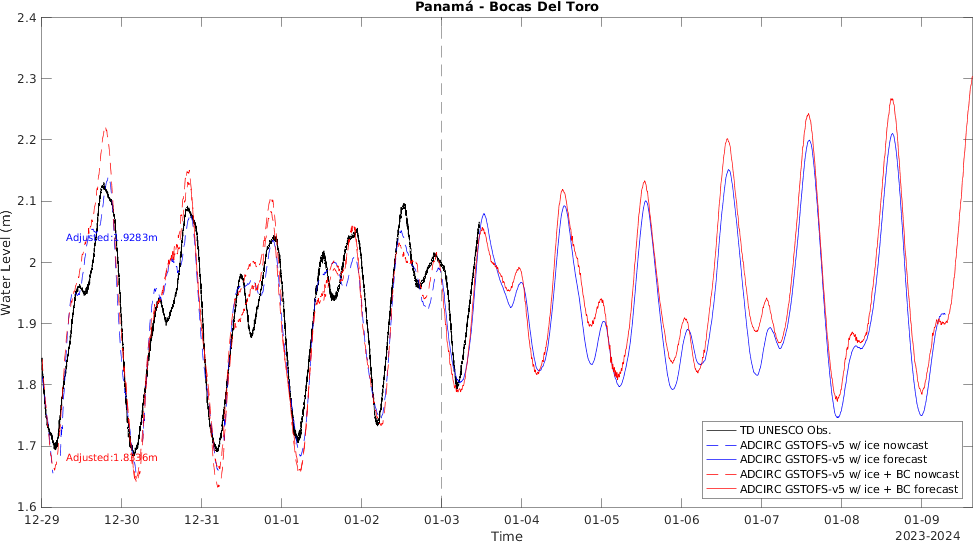 Panamá - Bocas Del Toro
2.4
2.3
2.2
2.1
2
1.9
1.8
1.7
1.6
Water Level (m)
Adjusted:1.9283m
Adjusted:1.8336m
TD UNESCO Obs.
ADCIRC GSTOFS-v5 w/ ice nowcast
ADCIRC GSTOFS-v5 w/ ice forecast
ADCIRC GSTOFS-v5 w/ ice + BC nowcast
ADCIRC GSTOFS-v5 w/ ice + BC forecast
12-29 12-30 12-31 01-01 01-02 01-03 01-04 01-05 01-06 01-07 01-08 01-09
Time
2023-2024